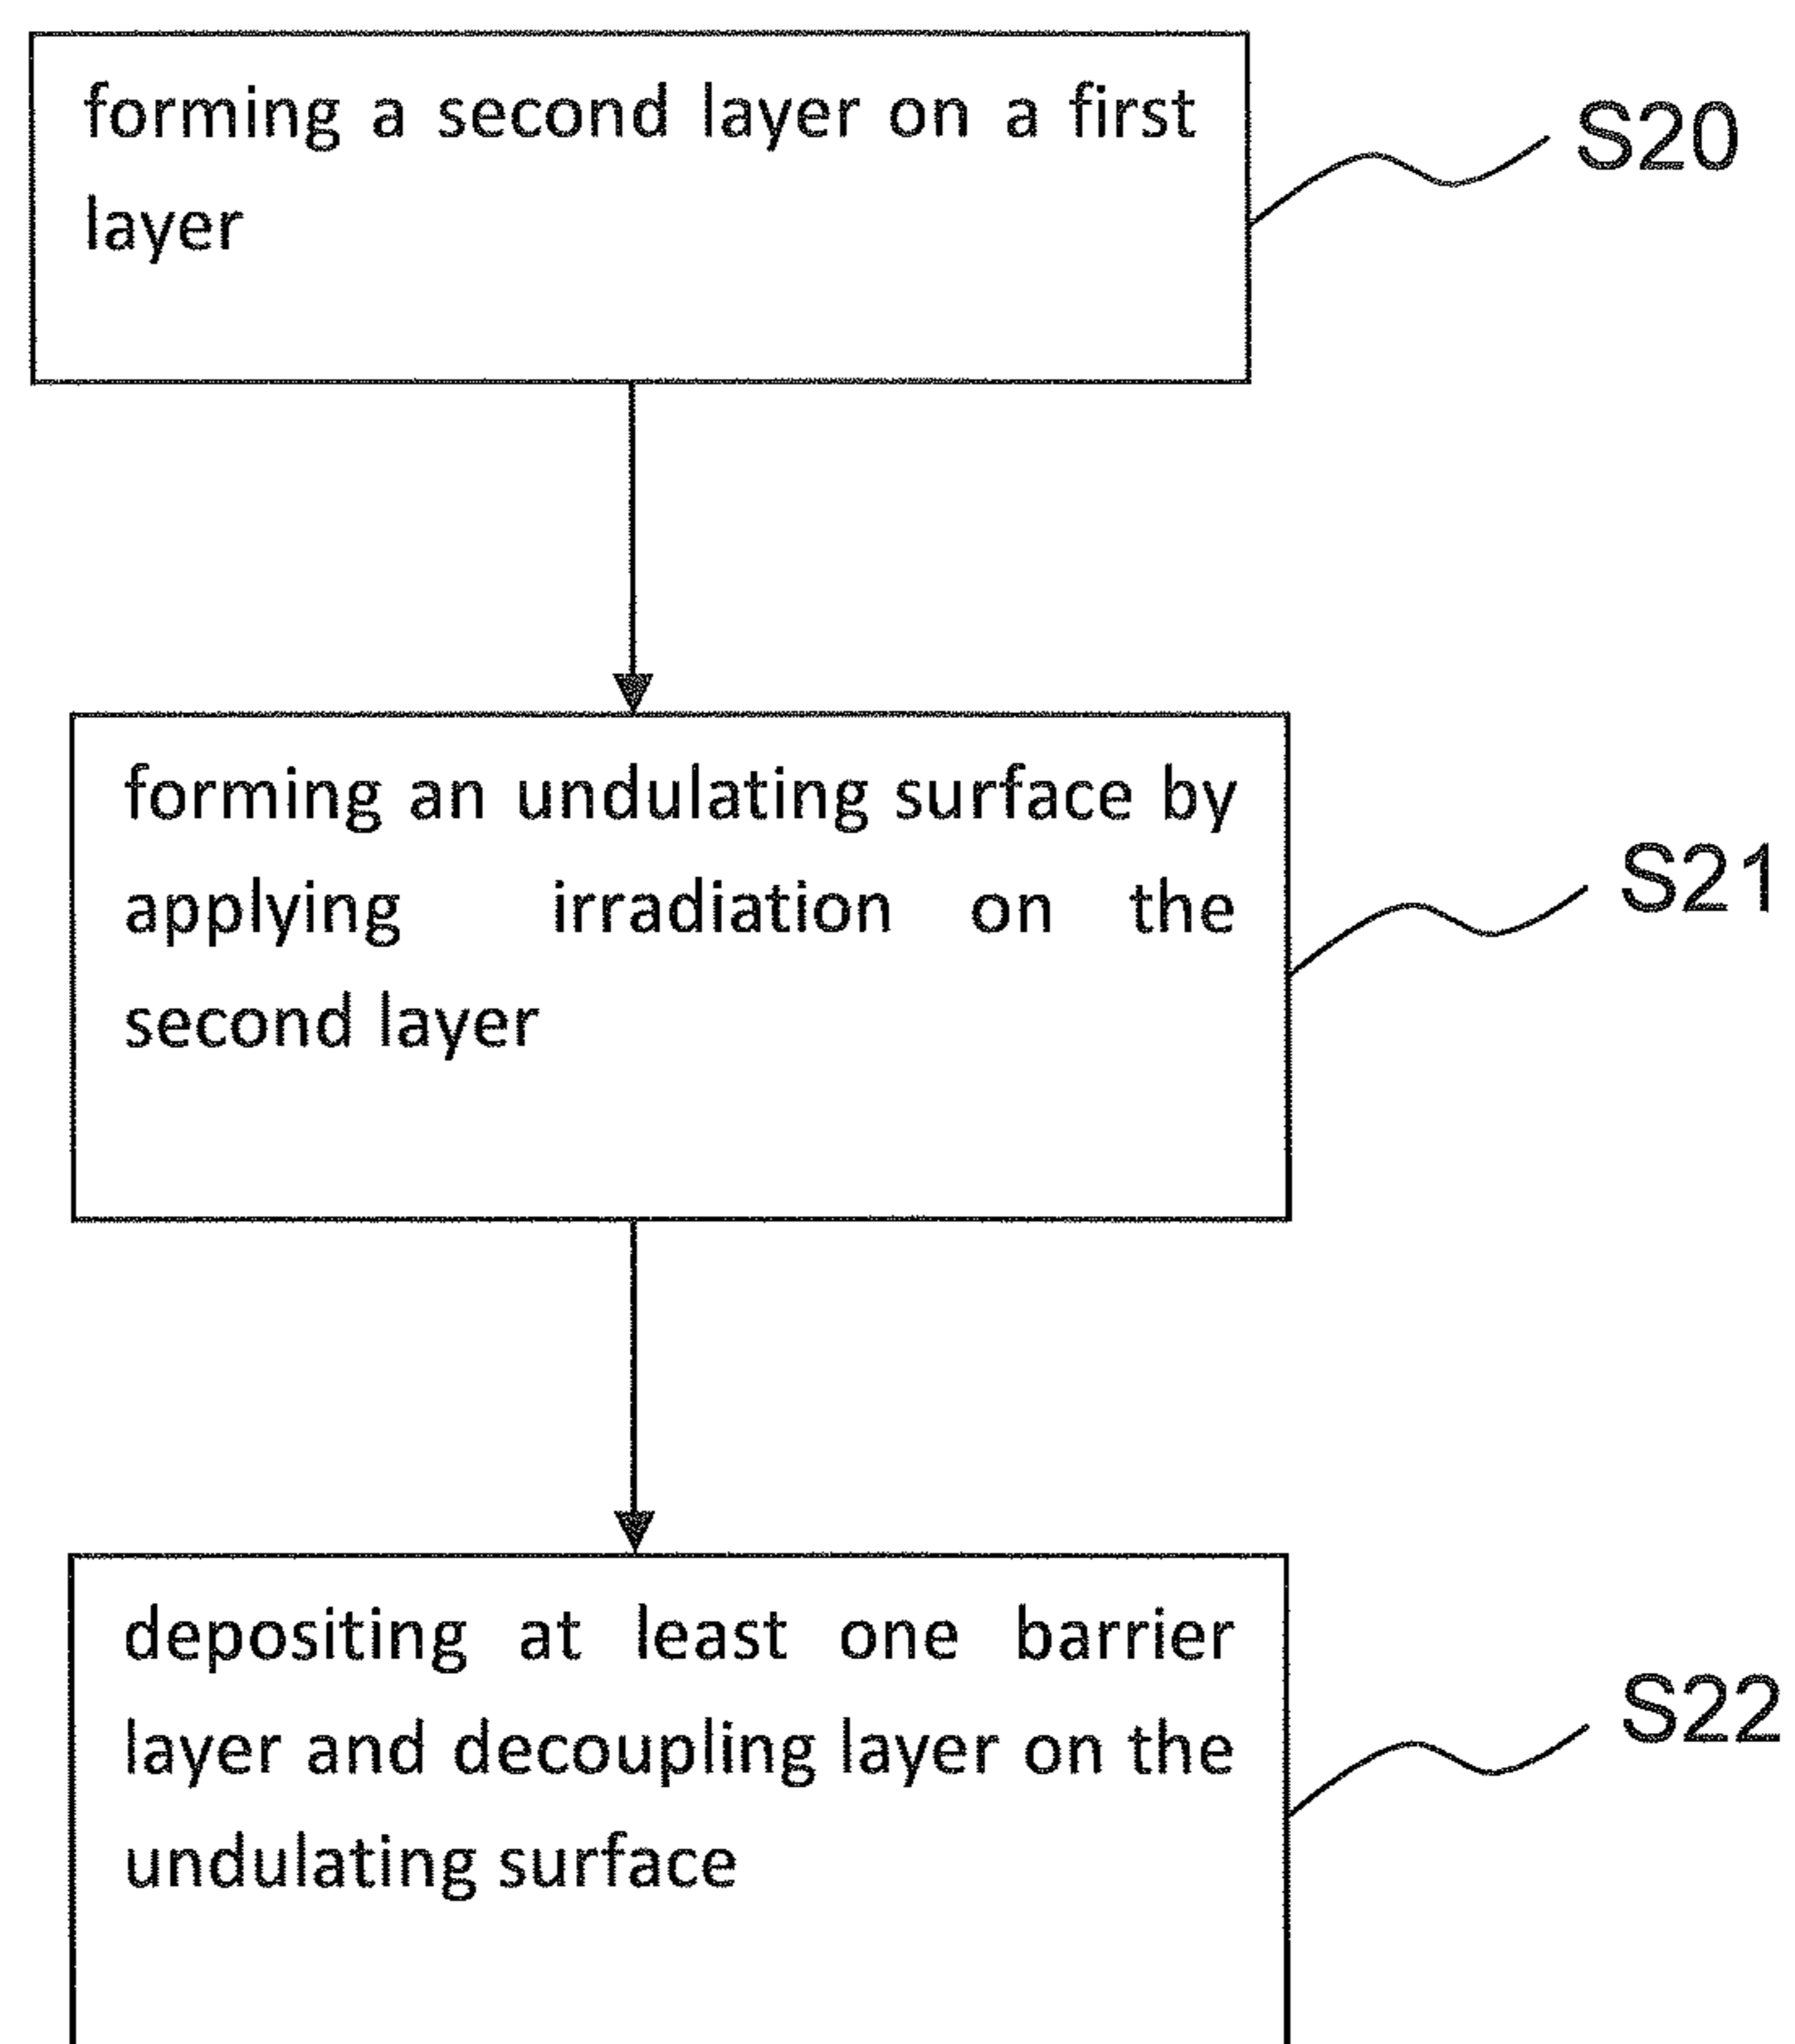 forming a second layer on a first
layer
S20
forming an undulating surface by
applying irradiation on the
second layer
S21
depositing at least one barrier
layer and decoupling layer on the
undulating surface
S22